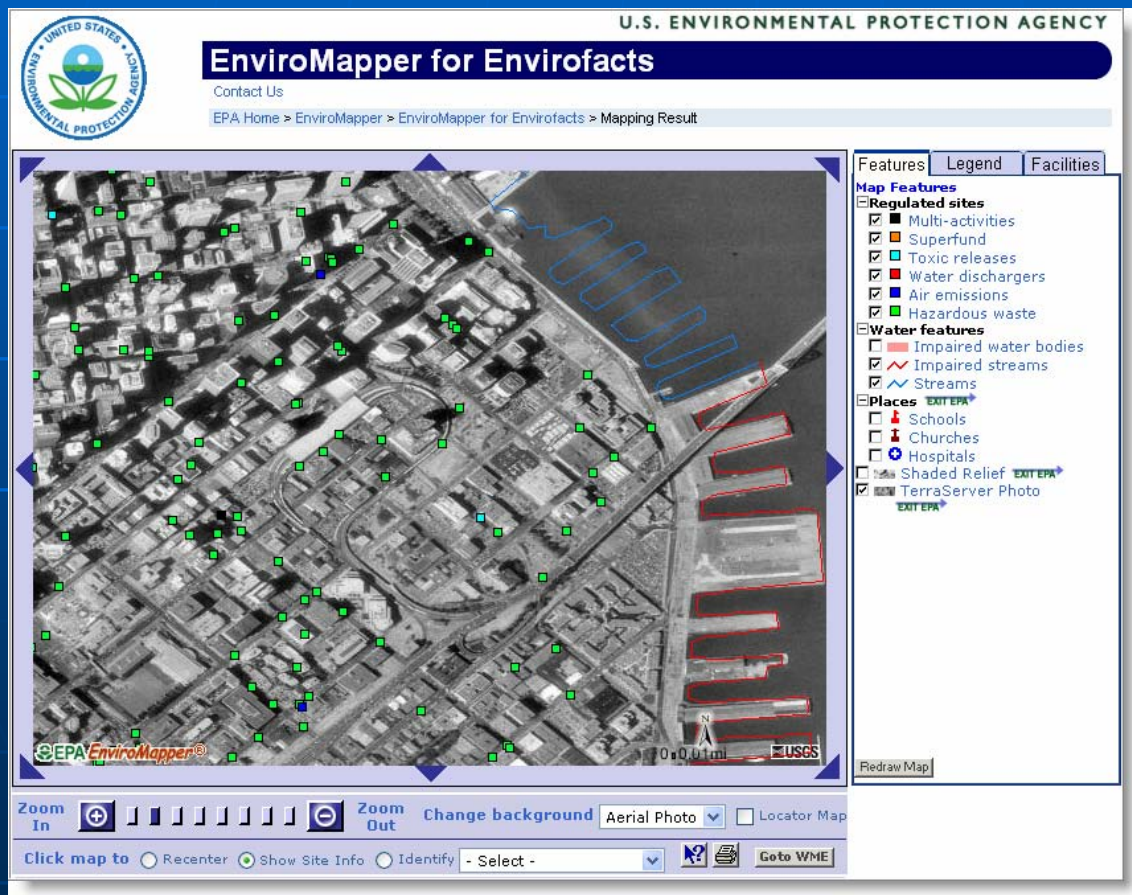 U.S. ENVIRONMENTAL PROTECTION AGENCY
UNITED STATES
ENVIRONMENTAL PROTECTION AGENCY
EnviroMapper for Envirofacts
Contact Us
EPA Home > EnviroMapper > EnviroMapper for Envirofacts > Mapping Result
Features Legend Facilities
Map Features
Regulated sites
Multi-activities
Superfund
Toxic releases
Water dischargers
Air emissions
Hazardous waste
Water features
Impaired water bodies
Impaired streams
Streams
Places EXIT EPA
Schools
Churches
Hospitals
Shaded Relief EXIT EPA
TerraServer Photo
EXIT EPA
Redraw Map
N
EPA EnviroMapper®
0 0.01mi
USGS
Zoom In
Zoom Out
Change background Aerial Photo Locator Map
Click map to Recenter Show Site Info Identify - Select - Goto WME